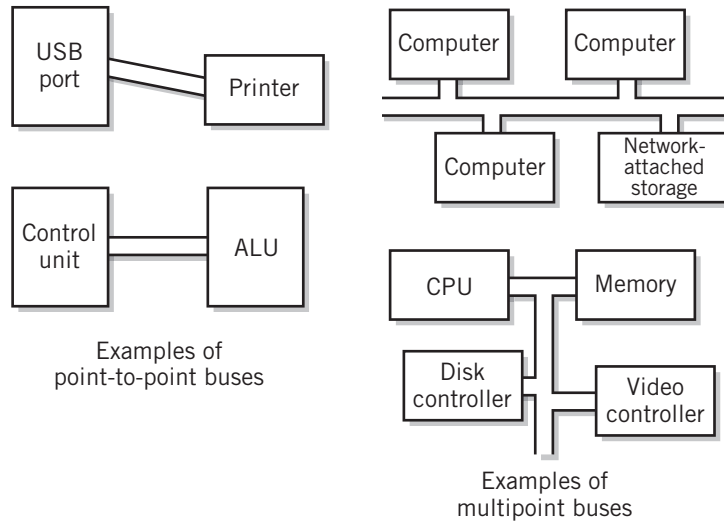 USB
port
Printer
Control
unit
ALU
Examples of
point-to-point buses
Computer
Computer
Computer
Network-
attached
storage
CPU
Memory
Disk
controller
Video
controller
Examples of
multipoint buses